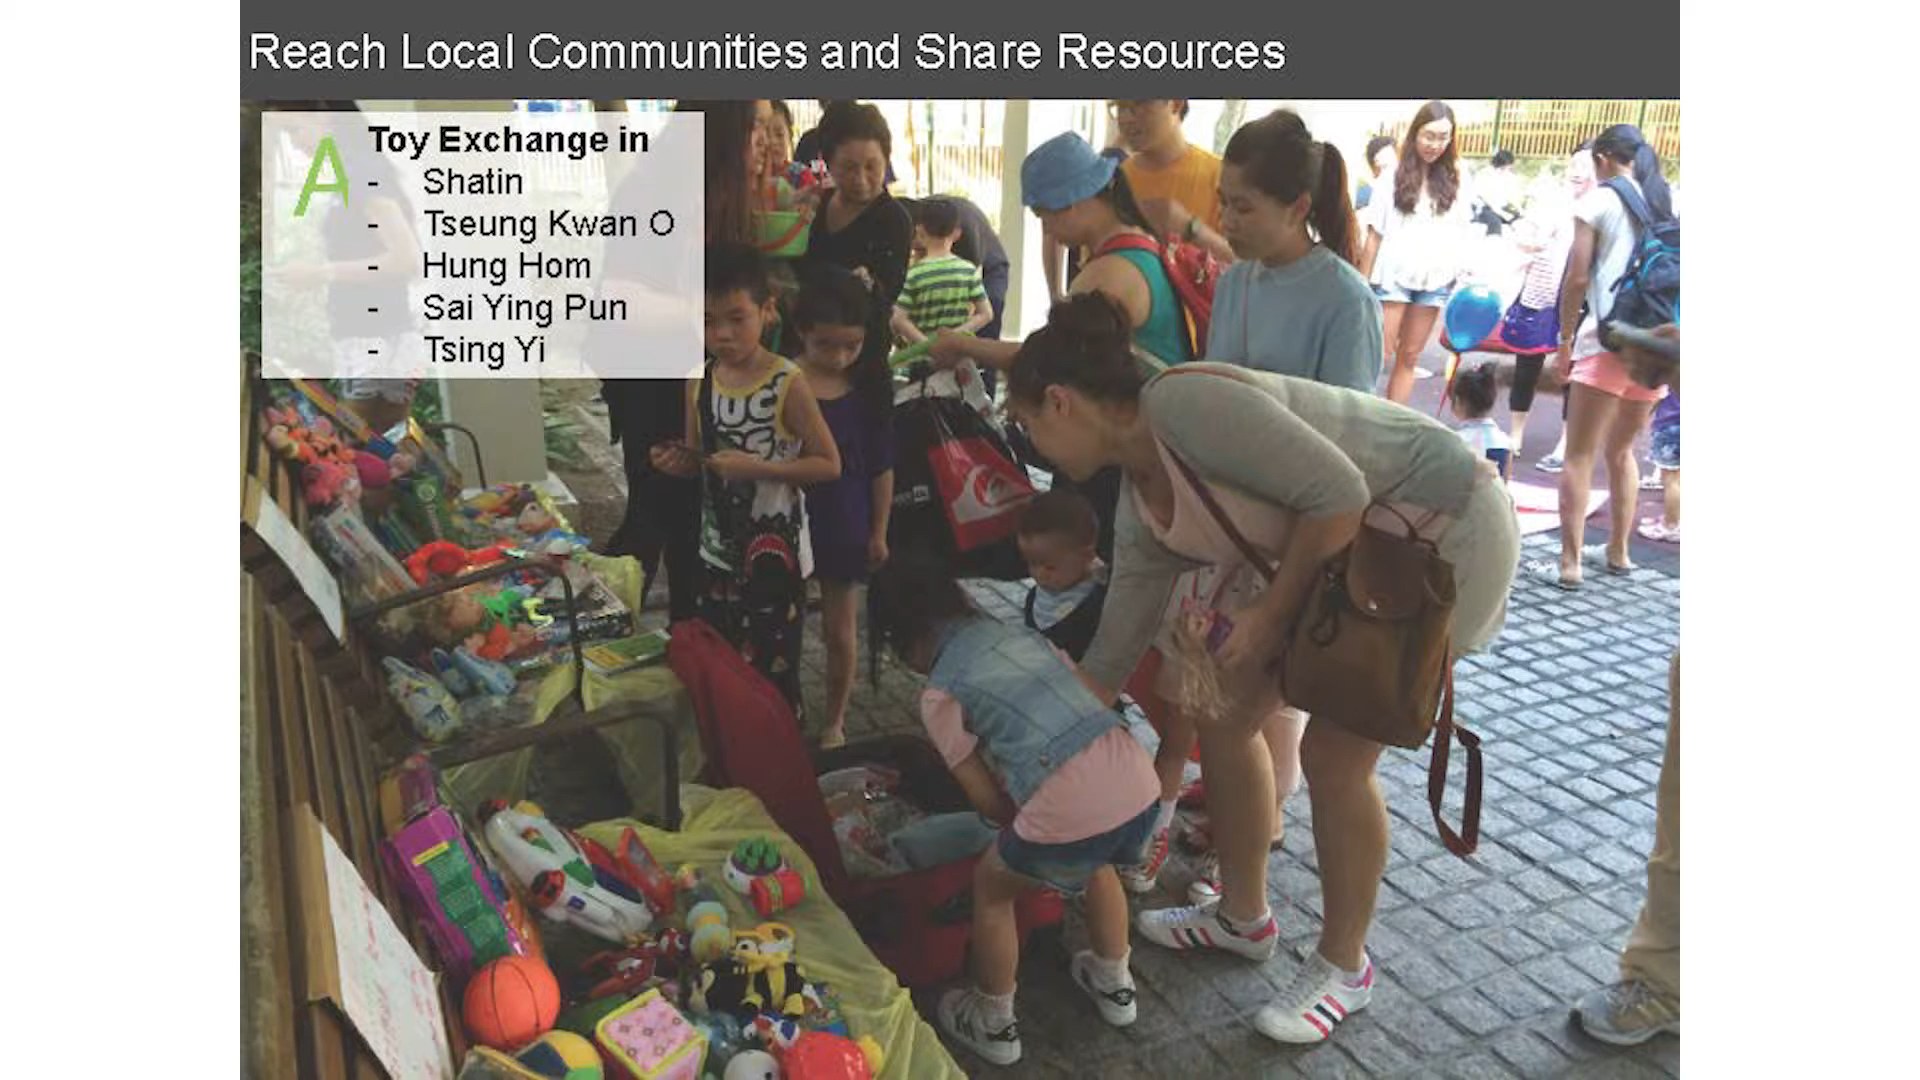 Reach Local Communities and Share Resources
A
Toy Exchange in
- Shatin
- Tseung Kwan O
- Hung Hom
- Sai Ying Pun
- Tsing Yi